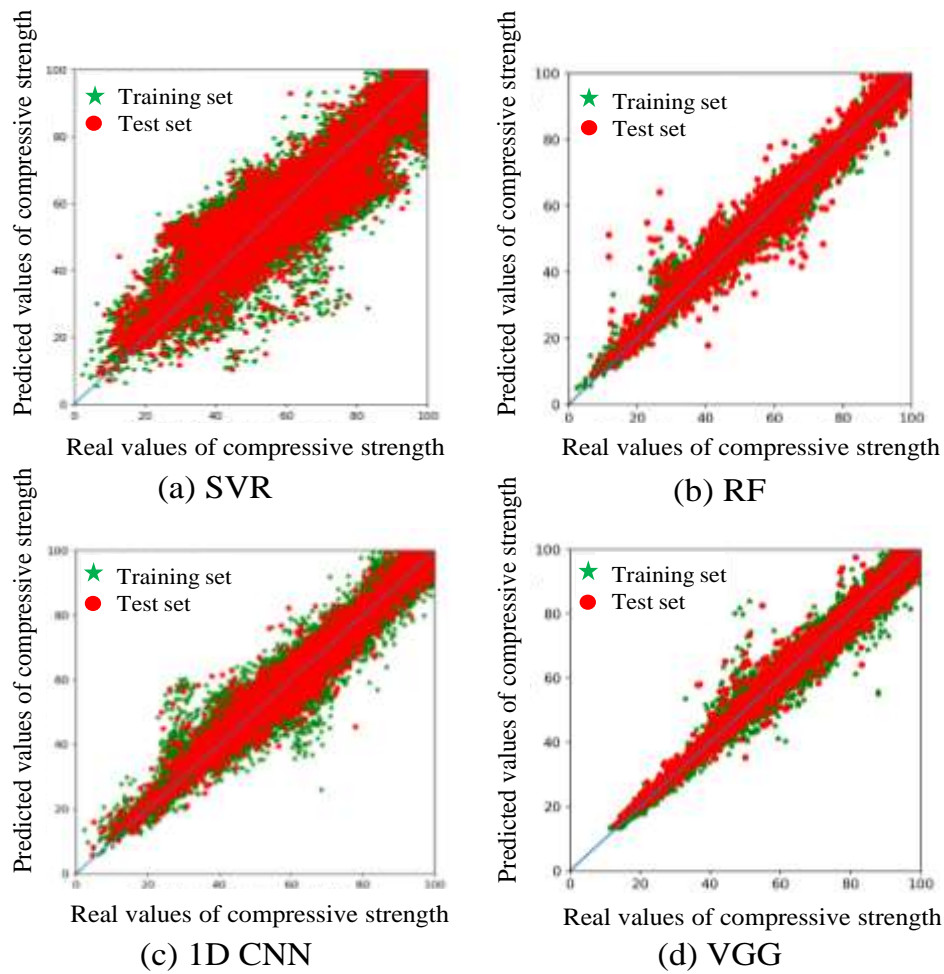 Predicted values of compressive strength
100
80
60
40
20
0
★ Training set
● Test set
0 20 40 60 80 100
Real values of compressive strength
(a) SVR
Predicted values of compressive strength
100
80
60
40
20
0
★ Training set
● Test set
0 20 40 60 80 100
Real values of compressive strength
(b) RF
Predicted values of compressive strength
100
80
60
40
20
0
★ Training set
● Test set
0 20 40 60 80 100
Real values of compressive strength
(c) 1D CNN
Predicted values of compressive strength
100
80
60
40
20
0
★ Training set
● Test set
0 20 40 60 80 100
Real values of compressive strength
(d) VGG